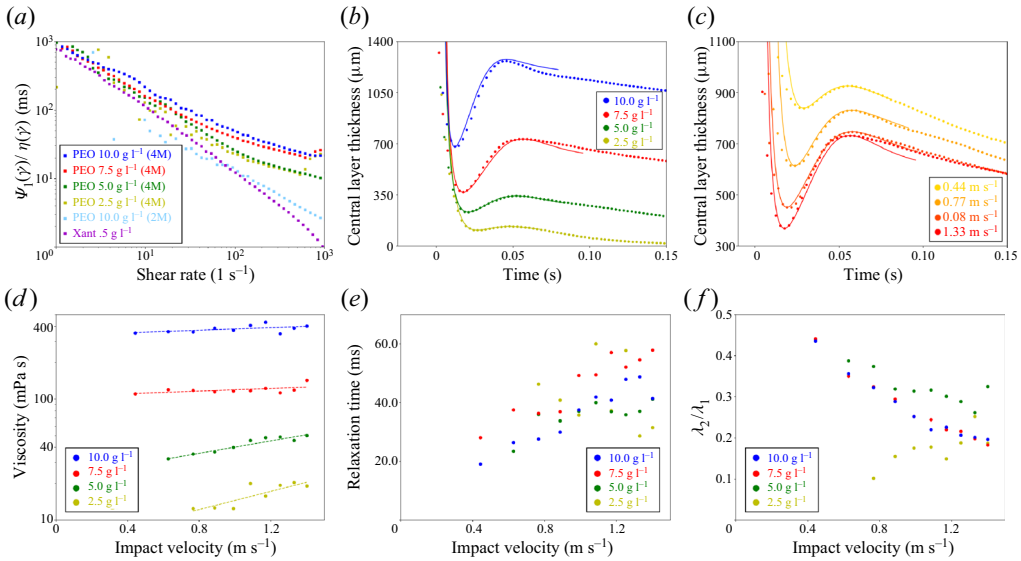 (a)
10³
10²
10¹
1
Ψ₁(γ̇)/ η(γ̇) (ms)
PEO 10.0 g l⁻¹ (4M)
PEO 7.5 g l⁻¹ (4M)
PEO 5.0 g l⁻¹ (4M)
PEO 2.5 g l⁻¹ (4M)
PEO 10.0 g l⁻¹ (2M)
Xant .5 g l⁻¹
1 10¹ 10² 10³
Shear rate (1 s⁻¹)
(b)
1400
1050
700
350
0
Central layer thickness (μm)
10.0 g l⁻¹
7.5 g l⁻¹
5.0 g l⁻¹
2.5 g l⁻¹
0 0.05 0.10 0.15
Time (s)
(c)
1100
900
700
500
300
Central layer thickness (μm)
0.44 m s⁻¹
0.77 m s⁻¹
0.08 m s⁻¹
1.33 m s⁻¹
0 0.05 0.10 0.15
Time (s)
(d)
400
100
40
10
Viscosity (mPa s)
10.0 g l⁻¹
7.5 g l⁻¹
5.0 g l⁻¹
2.5 g l⁻¹
0 0.4 0.8 1.2
Impact velocity (m s⁻¹)
(e)
60.0
40.0
20.0
Relaxation time (ms)
10.0 g l⁻¹
7.5 g l⁻¹
5.0 g l⁻¹
2.5 g l⁻¹
0 0.4 0.8 1.2
Impact velocity (m s⁻¹)
(f)
0.5
0.4
0.3
0.2
0.1
0
λ₂/λ₁
10.0 g l⁻¹
7.5 g l⁻¹
5.0 g l⁻¹
2.5 g l⁻¹
0.4 0.8 1.2
Impact velocity (m s⁻¹)